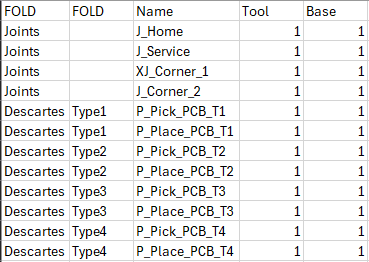 FOLD FOLD Name Tool Base
Joints J_Home 1 1
Joints J_Service 1 1
Joints XJ_Corner_1 1 1
Joints J_Corner_2 1 1
Descartes Type1 P_Pick_PCB_T1 1 1
Descartes Type1 P_Place_PCB_T1 1 1
Descartes Type2 P_Pick_PCB_T2 1 1
Descartes Type2 P_Place_PCB_T2 1 1
Descartes Type3 P_Pick_PCB_T3 1 1
Descartes Type3 P_Place_PCB_T3 1 1
Descartes Type4 P_Pick_PCB_T4 1 1
Descartes Type4 P_Place_PCB_T4 1 1